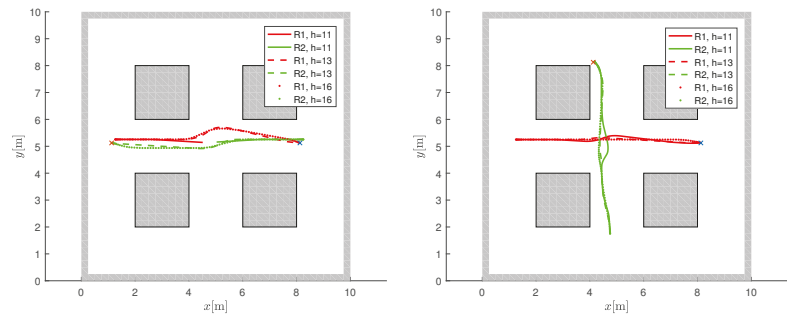 10
9
8
7
6
5
4
3
2
1
0
0 2 4 6 8 10
x[m]
y[m]
R1, h=11
R2, h=11
R1, h=13
R2, h=13
R1, h=16
R2, h=16
10
9
8
7
6
5
4
3
2
1
0
0 2 4 6 8 10
x[m]
y[m]
R1, h=11
R2, h=11
R1, h=13
R2, h=13
R1, h=16
R2, h=16